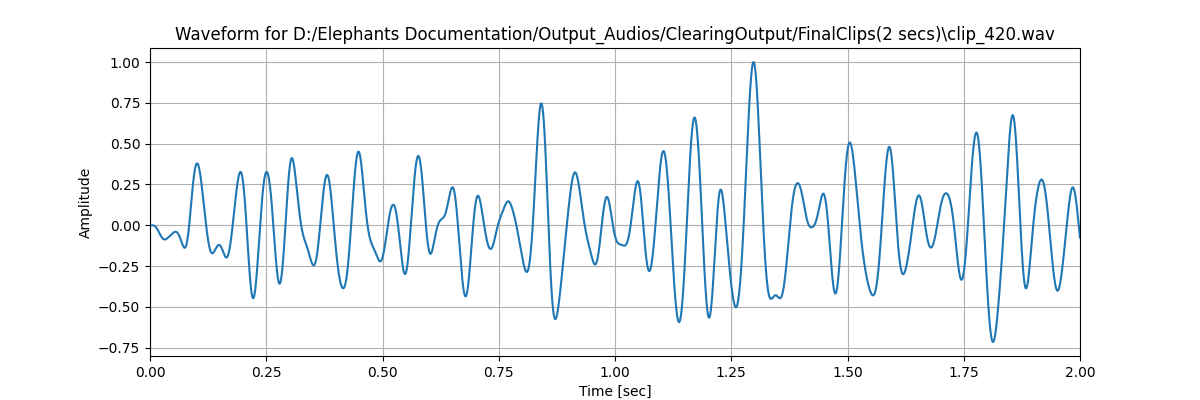 Waveform for D:/Elephants Documentation/Output_Audios/ClearingOutput/FinalClips(2 secs)\clip_420.wav
1.00
0.75
0.50
0.25
0.00
−0.25
−0.50
−0.75
Amplitude
0.00 0.25 0.50 0.75 1.00 1.25 1.50 1.75 2.00
Time [sec]